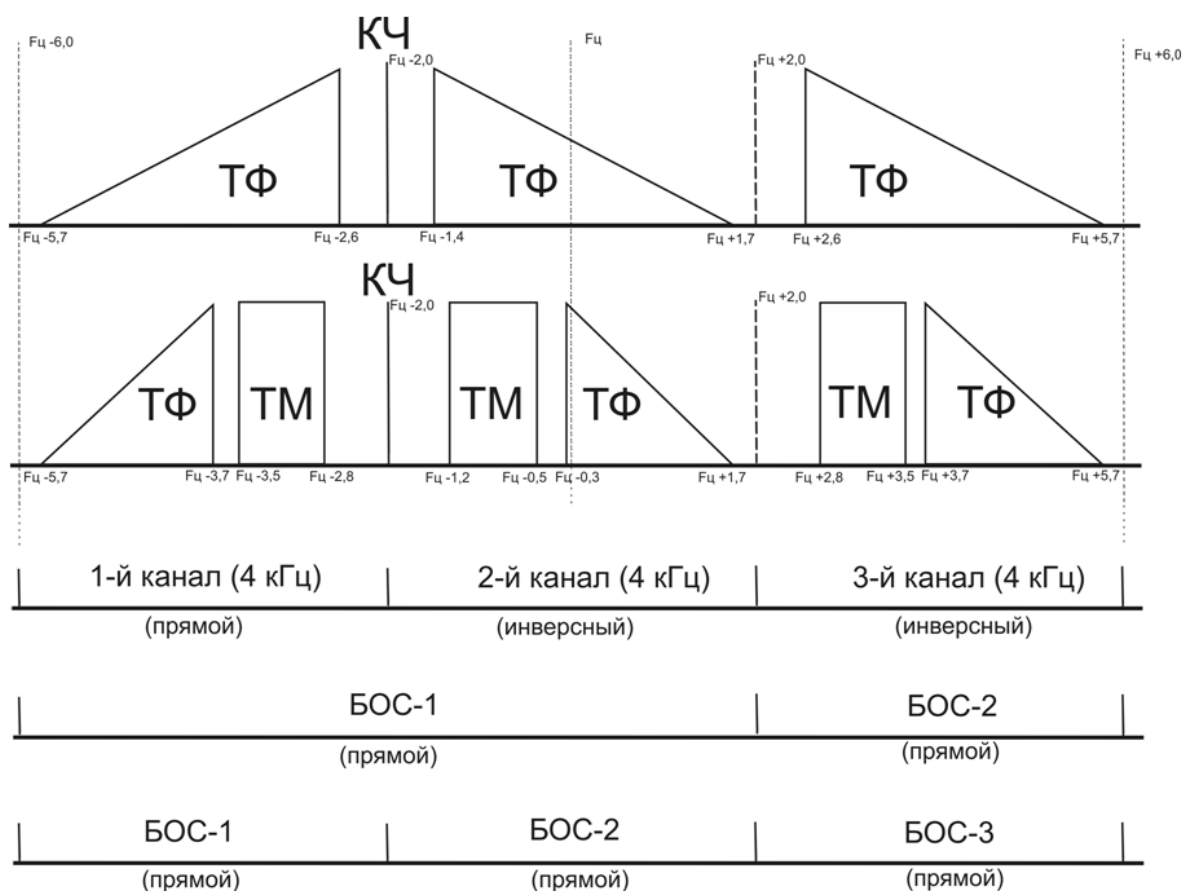 Fц -6,0
КЧ
Fц -2,0
Fц
Fц +2,0
Fц +6,0
ТФ
ТФ
ТФ
Fц -5,7
Fц -2,6
Fц -1,4
Fц +1,7
Fц +2,6
Fц +5,7
КЧ
Fц -2,0
Fц +2,0
ТФ
ТМ
ТМ
ТФ
ТМ
ТФ
Fц -5,7
Fц -3,7
Fц -3,5
Fц -2,8
Fц -1,2
Fц -0,5
Fц -0,3
Fц +1,7
Fц +2,8
Fц +3,5
Fц +3,7
Fц +5,7
1-й канал (4 кГц)
2-й канал (4 кГц)
3-й канал (4 кГц)
(прямой)
(инверсный)
(инверсный)
БОС-1
БОС-2
(прямой)
(прямой)
БОС-1
БОС-2
БОС-3
(прямой)
(прямой)
(прямой)